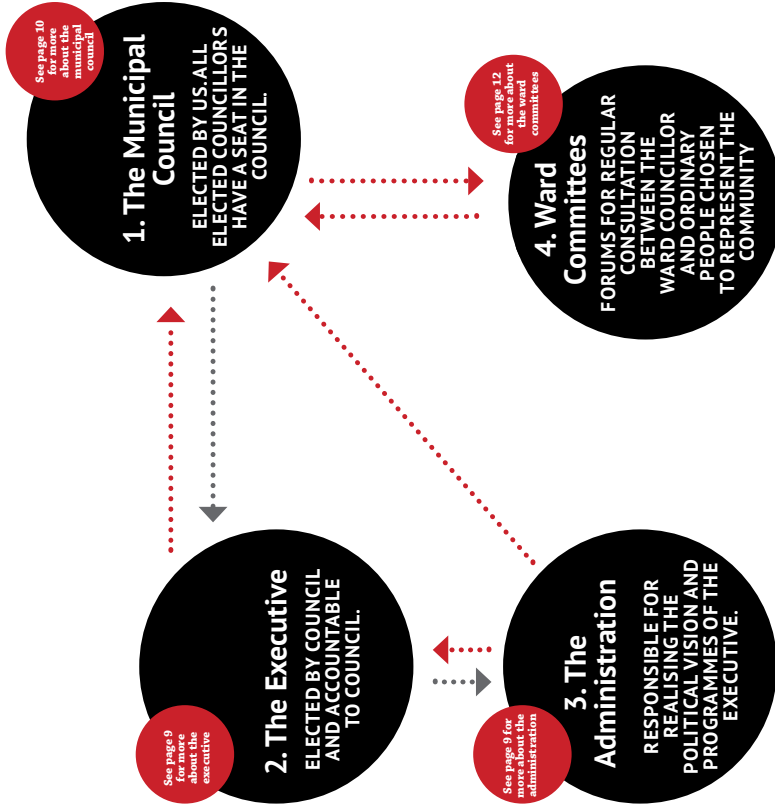 See page 10
for more
about the
municipal
council
1. The Municipal
Council
ELECTED BY US. ALL
ELECTED COUNCILLORS
HAVE A SEAT IN THE
COUNCIL.
See page 9
for more
about the
executive
2. The Executive
ELECTED BY COUNCIL
AND ACCOUNTABLE
TO COUNCIL.
See page 9 for
more about the
administration
3. The
Administration
RESPONSIBLE FOR
REALISING THE
POLITICAL VISION AND
PROGRAMMES OF THE
EXECUTIVE.
See page 12
for more about
the ward
committees
4. Ward
Committees
FORUMS FOR REGULAR
CONSULTATION
BETWEEN THE
WARD COUNCILLOR
AND ORDINARY
PEOPLE CHOSEN
TO REPRESENT THE
COMMUNITY